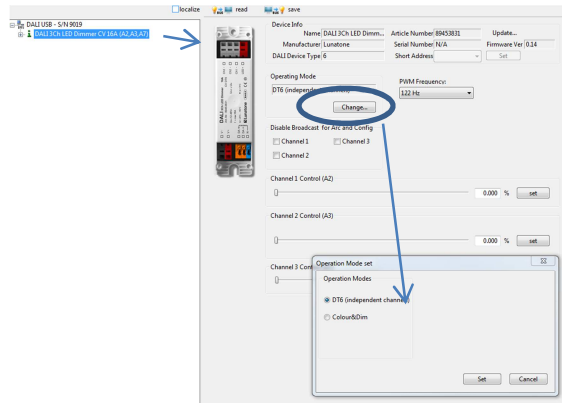 localize read save
DALI USB - S/N 9019
DALI 3Ch LED Dimmer CV 16A (A2,A3,A7)
Device Info
Name DALI 3Ch LED Dimm... Article Number 89453831 Update...
Manufacturer Lunatone Serial Number N/A Firmware Ver 0.14
DALI Device Type 6 Short Address Set
Operating Mode
PWM Frequency:
DT6 (independent 122 Hz
Change...
Disable Broadcast for Arc and Config
Channel 1 Channel 3
Channel 2
Channel 1 Control (A2)
0.000 % set
Channel 2 Control (A3)
0.000 % set
Channel 3 Cont
Operation Mode set
Operation Modes
DT6 (independent channels)
Colour&Dim
Set Cancel